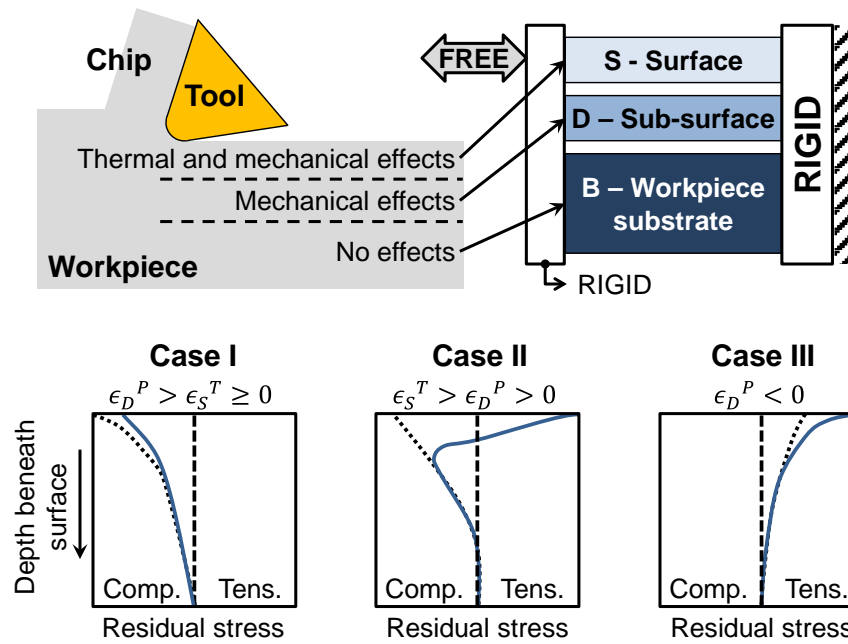 Chip
Tool
Thermal and mechanical effects
Mechanical effects
No effects
Workpiece
FREE
S - Surface
D – Sub-surface
B – Workpiece
substrate
RIGID
RIGID
Case I
ϵ_D^P > ϵ_S^T ≥ 0
Case II
ϵ_S^T > ϵ_D^P > 0
Case III
ϵ_D^P < 0
Depth beneath
surface
Comp. Tens.
Comp. Tens.
Comp. Tens.
Residual stress
Residual stress
Residual stress